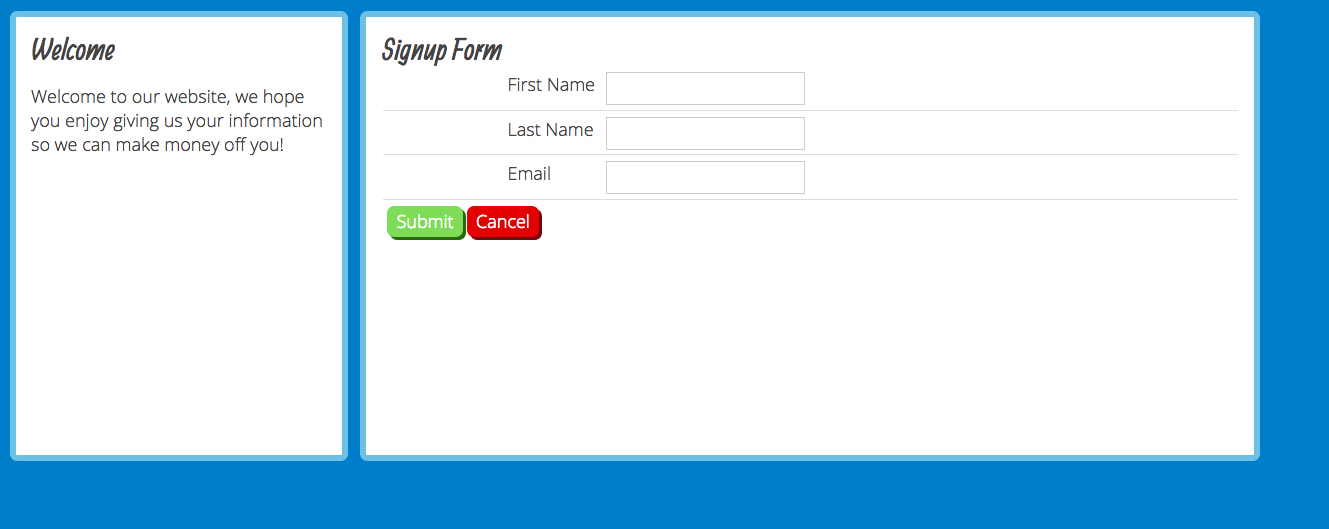 Welcome
Welcome to our website, we hope
you enjoy giving us your information
so we can make money off you!
Signup Form
First Name
Last Name
Email
Submit Cancel